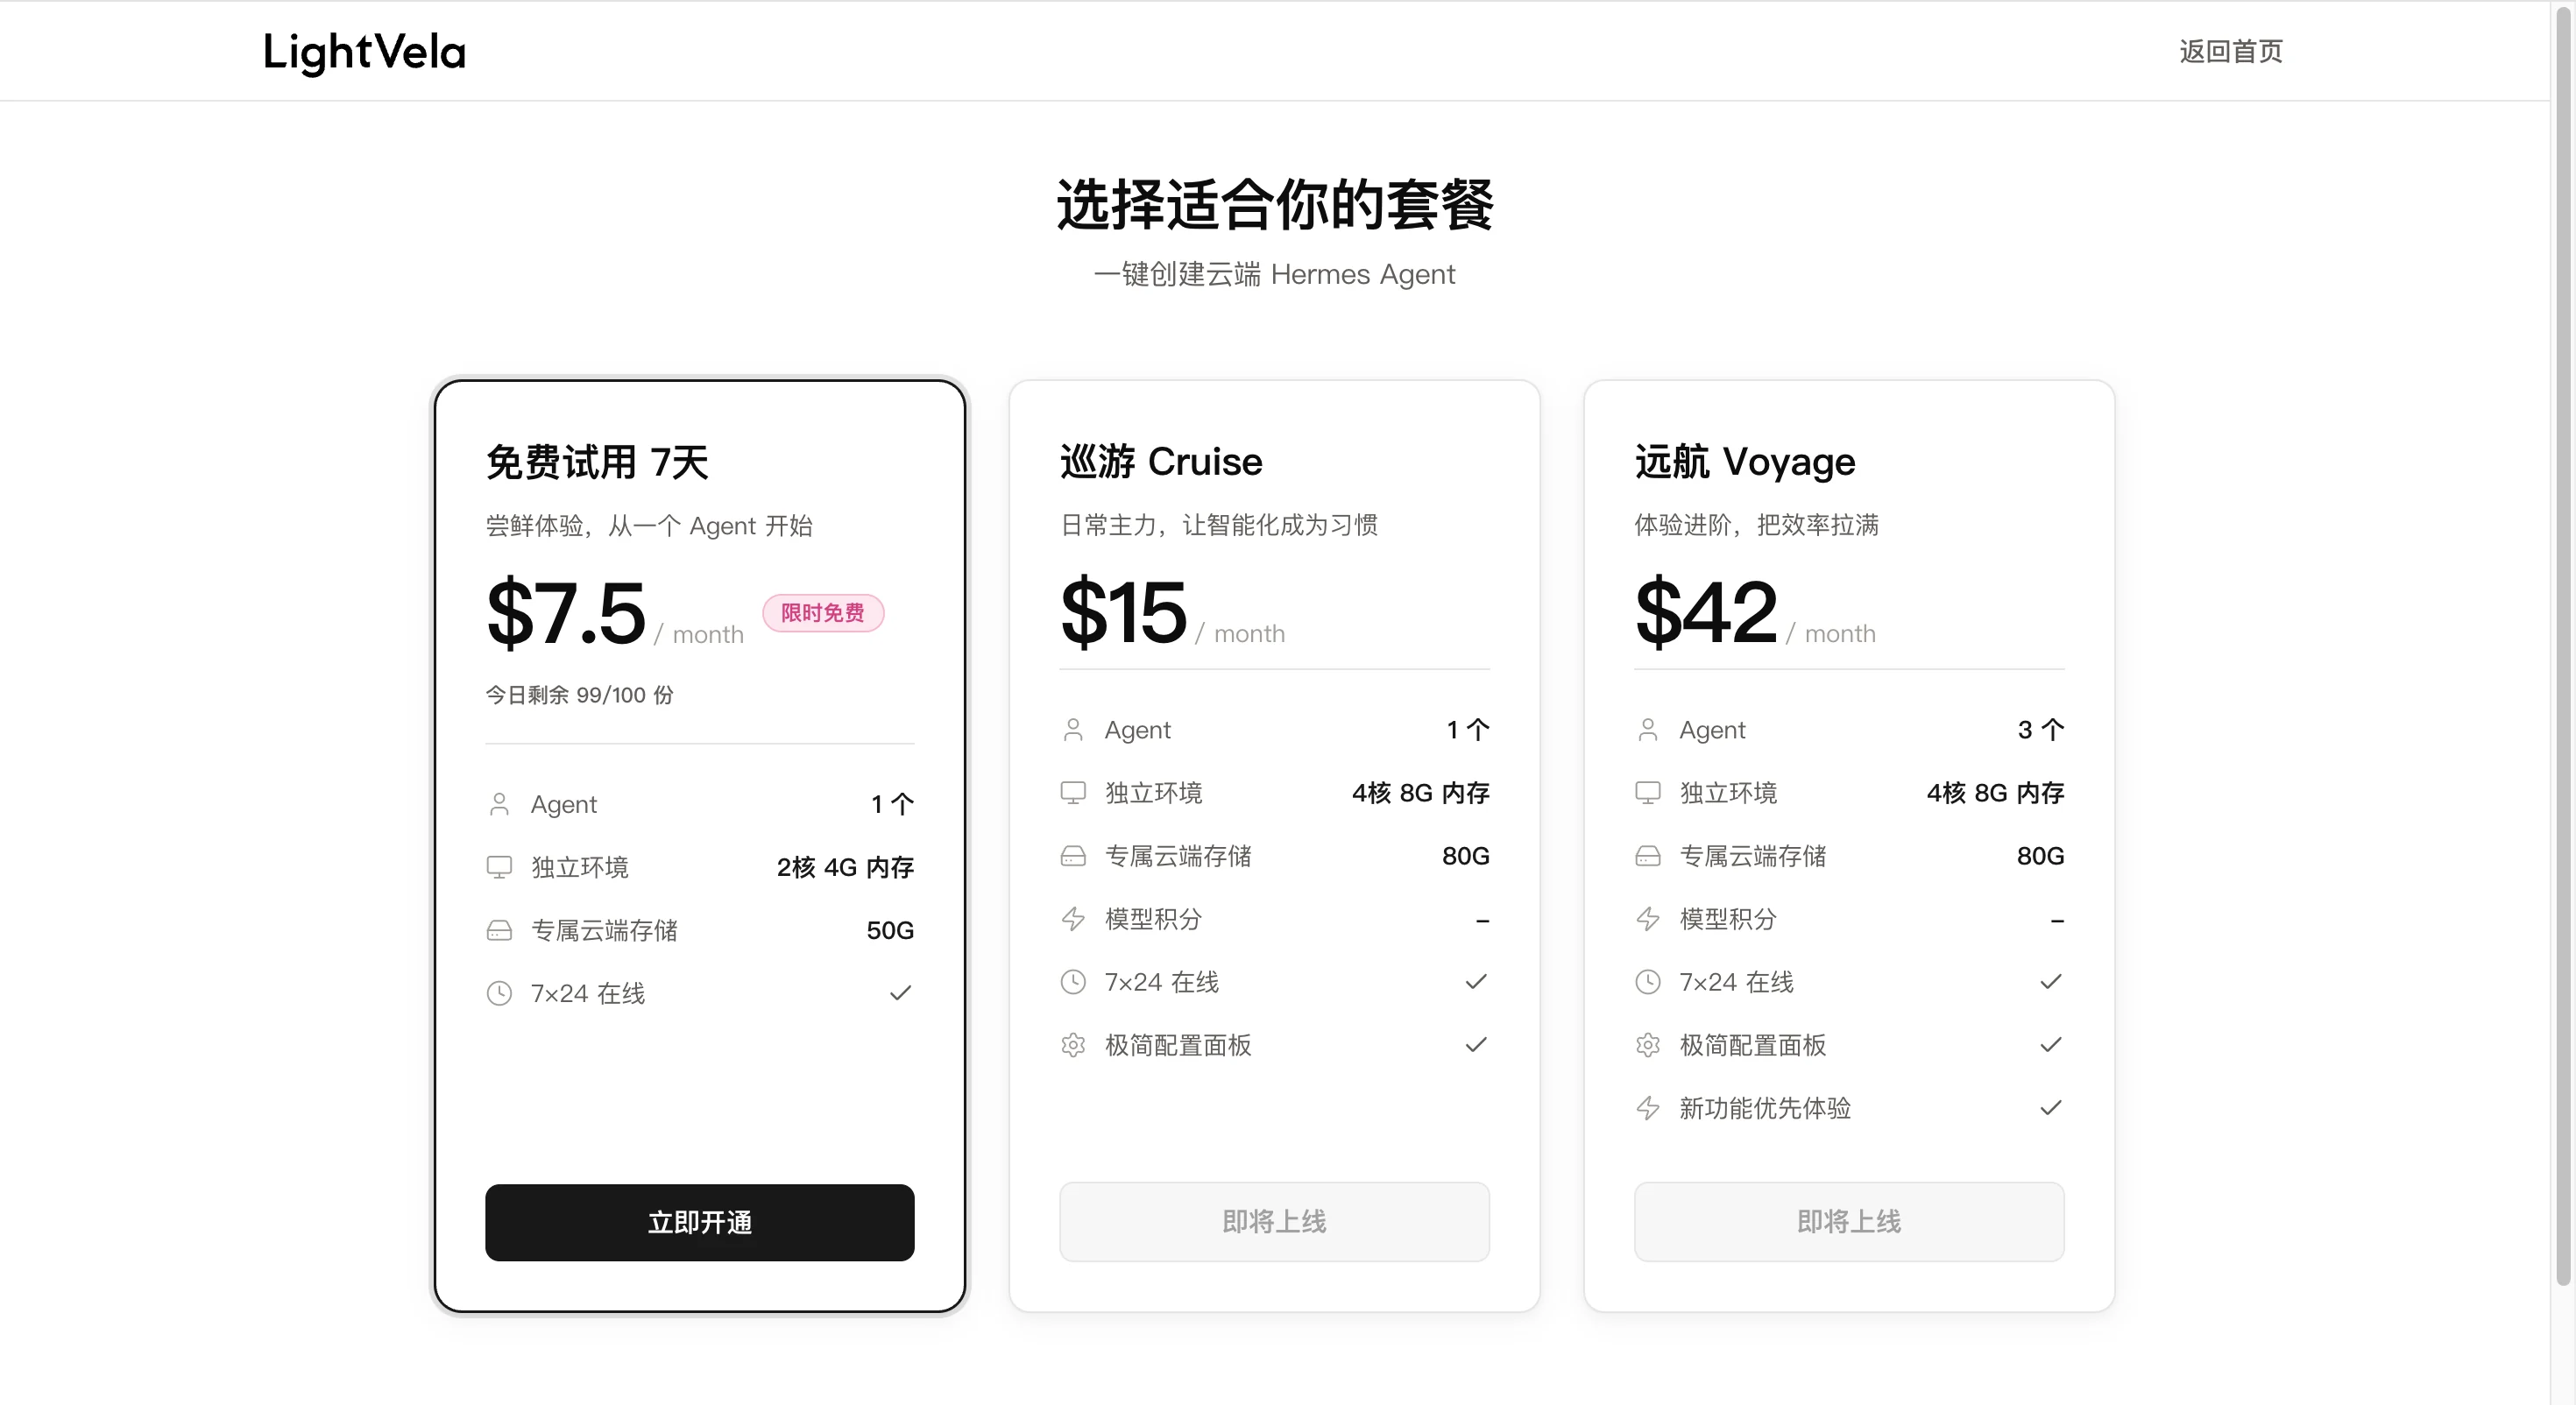 LightVela
返回首页
选择适合你的套餐
一键创建云端 Hermes Agent
免费试用 7天
尝鲜体验，从一个 Agent 开始
$7.5 / month 限时免费
今日剩余 99/100 份
Agent 1 个
独立环境 2核 4G 内存
专属云端存储 50G
7×24 在线 ✓
立即开通
巡游 Cruise
日常主力，让智能化成为习惯
$15 / month
Agent 1 个
独立环境 4核 8G 内存
专属云端存储 80G
模型积分 –
7×24 在线 ✓
极简配置面板 ✓
即将上线
远航 Voyage
体验进阶，把效率拉满
$42 / month
Agent 3 个
独立环境 4核 8G 内存
专属云端存储 80G
模型积分 –
7×24 在线 ✓
极简配置面板 ✓
新功能优先体验 ✓
即将上线